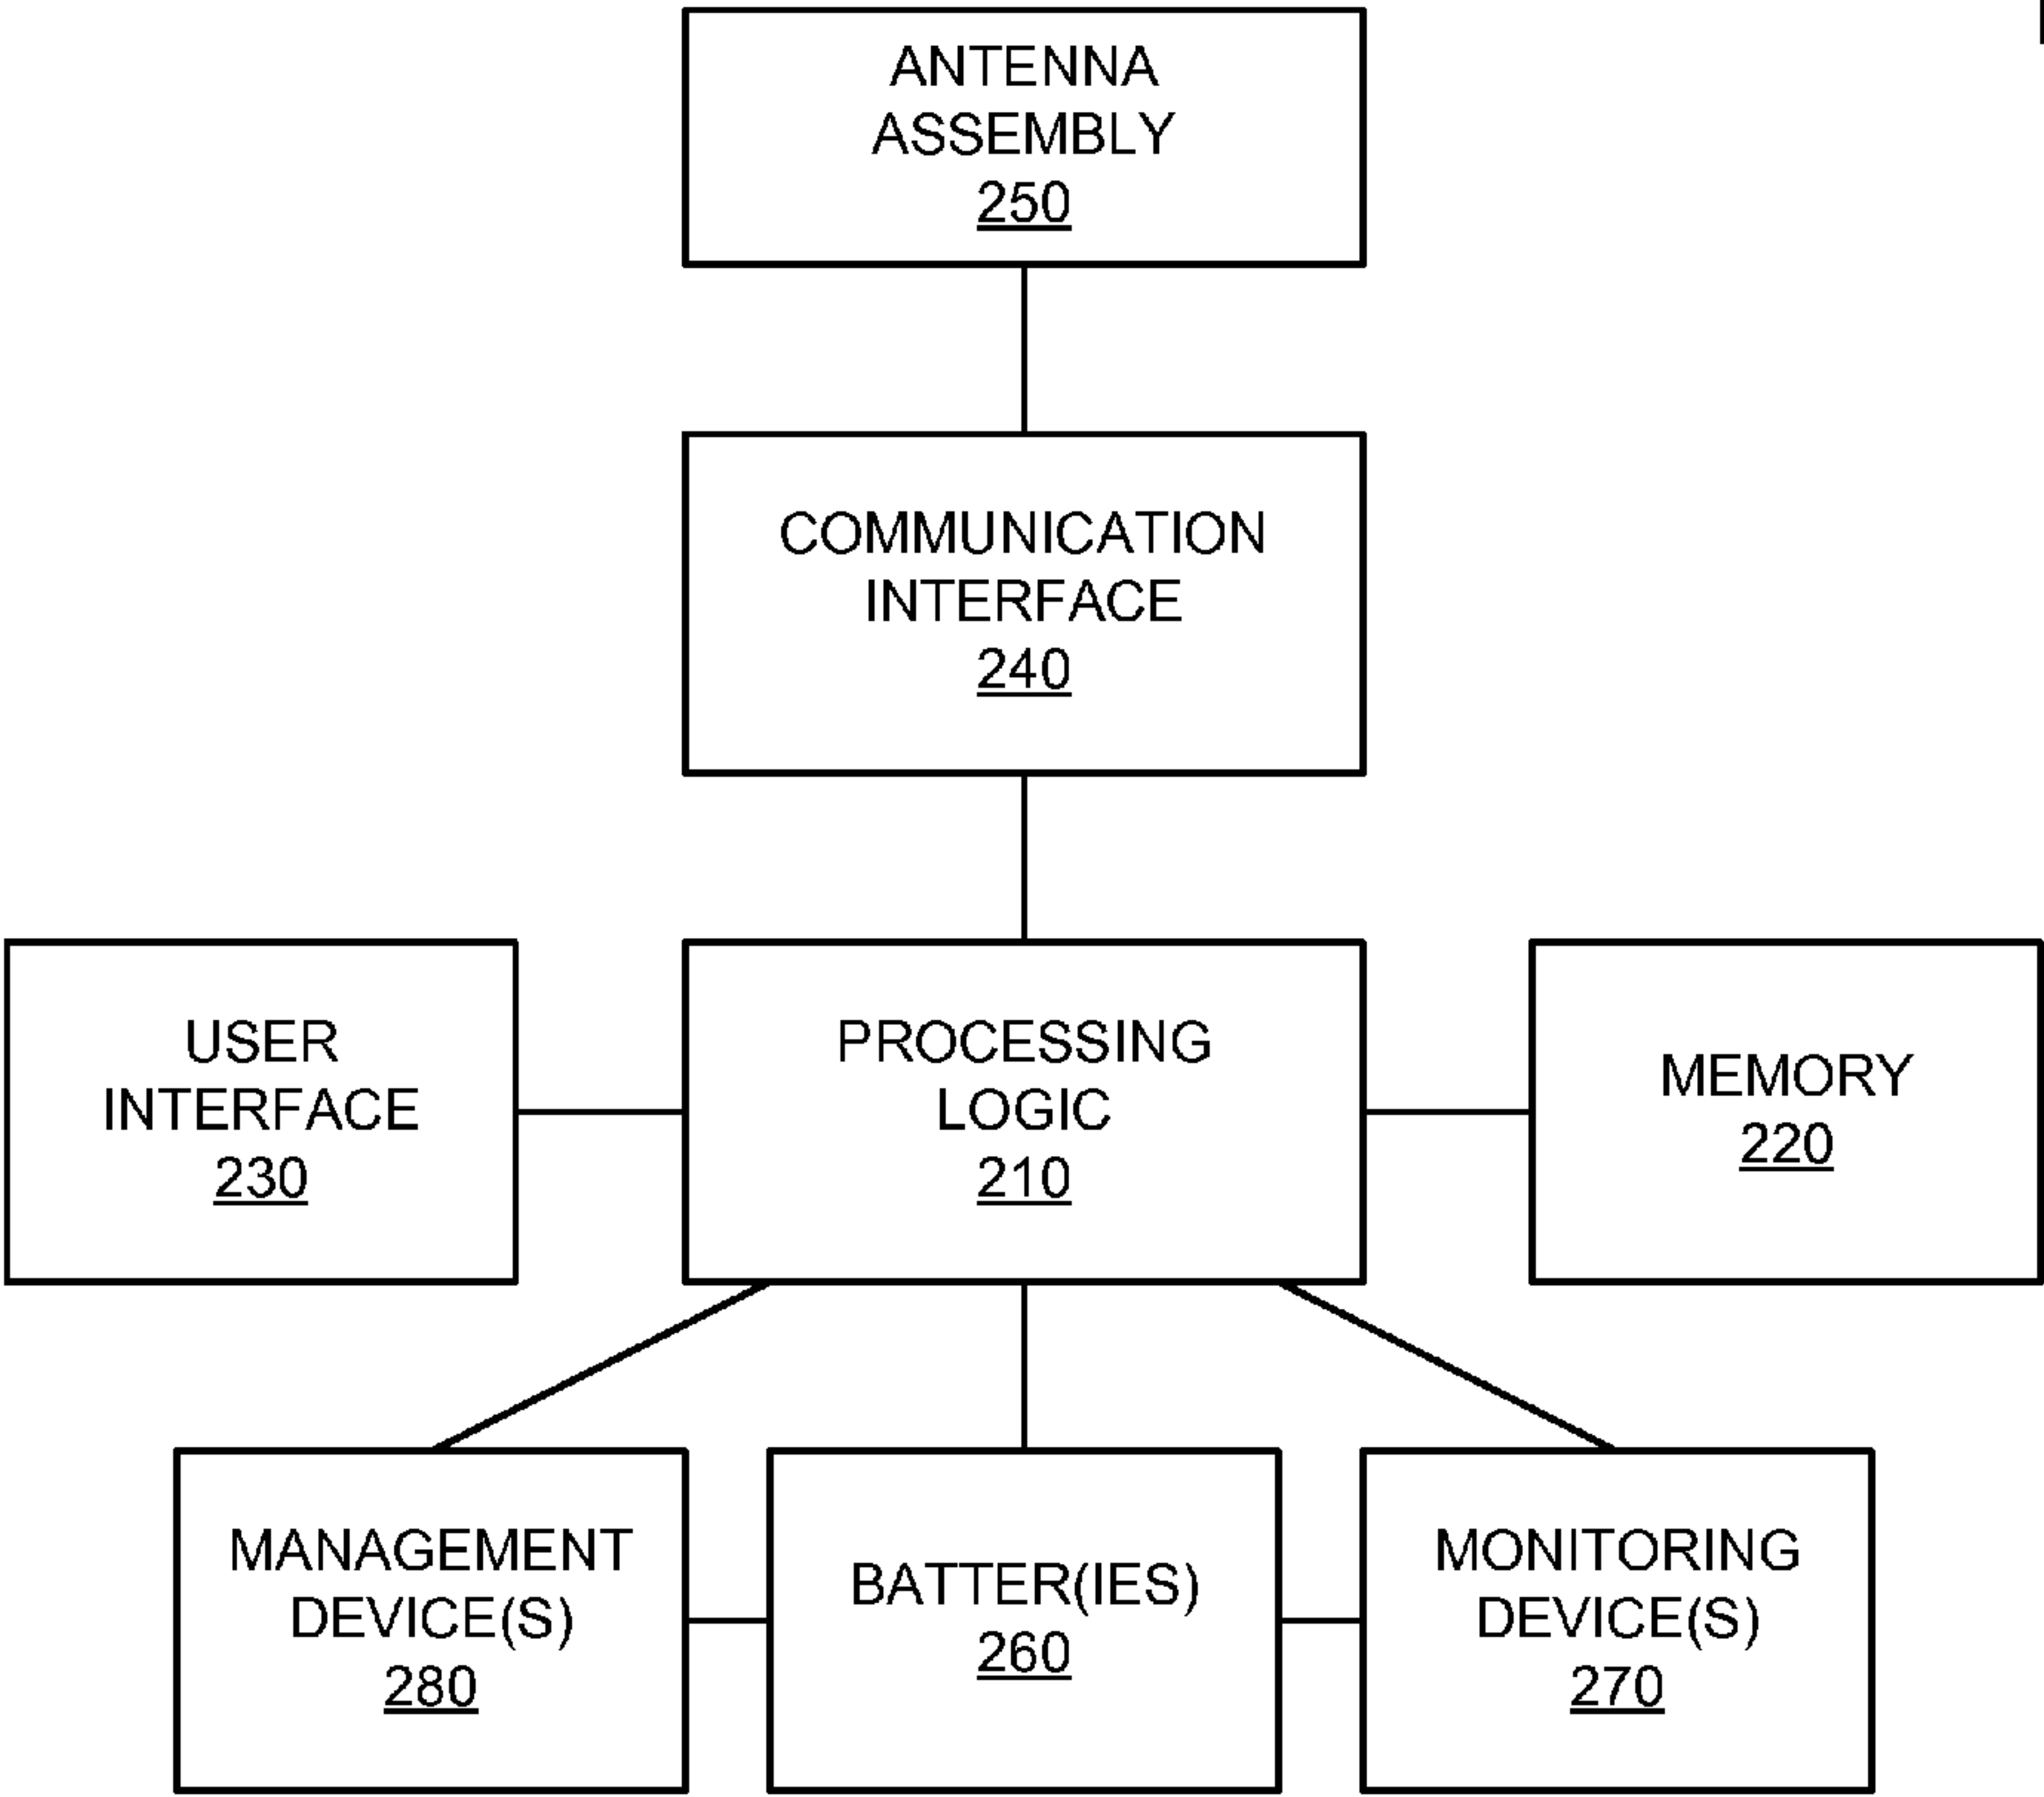 ANTENNA
ASSEMBLY
250
COMMUNICATION
INTERFACE
240
USER
INTERFACE
230
PROCESSING
LOGIC
210
MEMORY
220
MANAGEMENT
DEVICE(S)
280
BATTER(IES)
260
MONITORING
DEVICE(S)
270